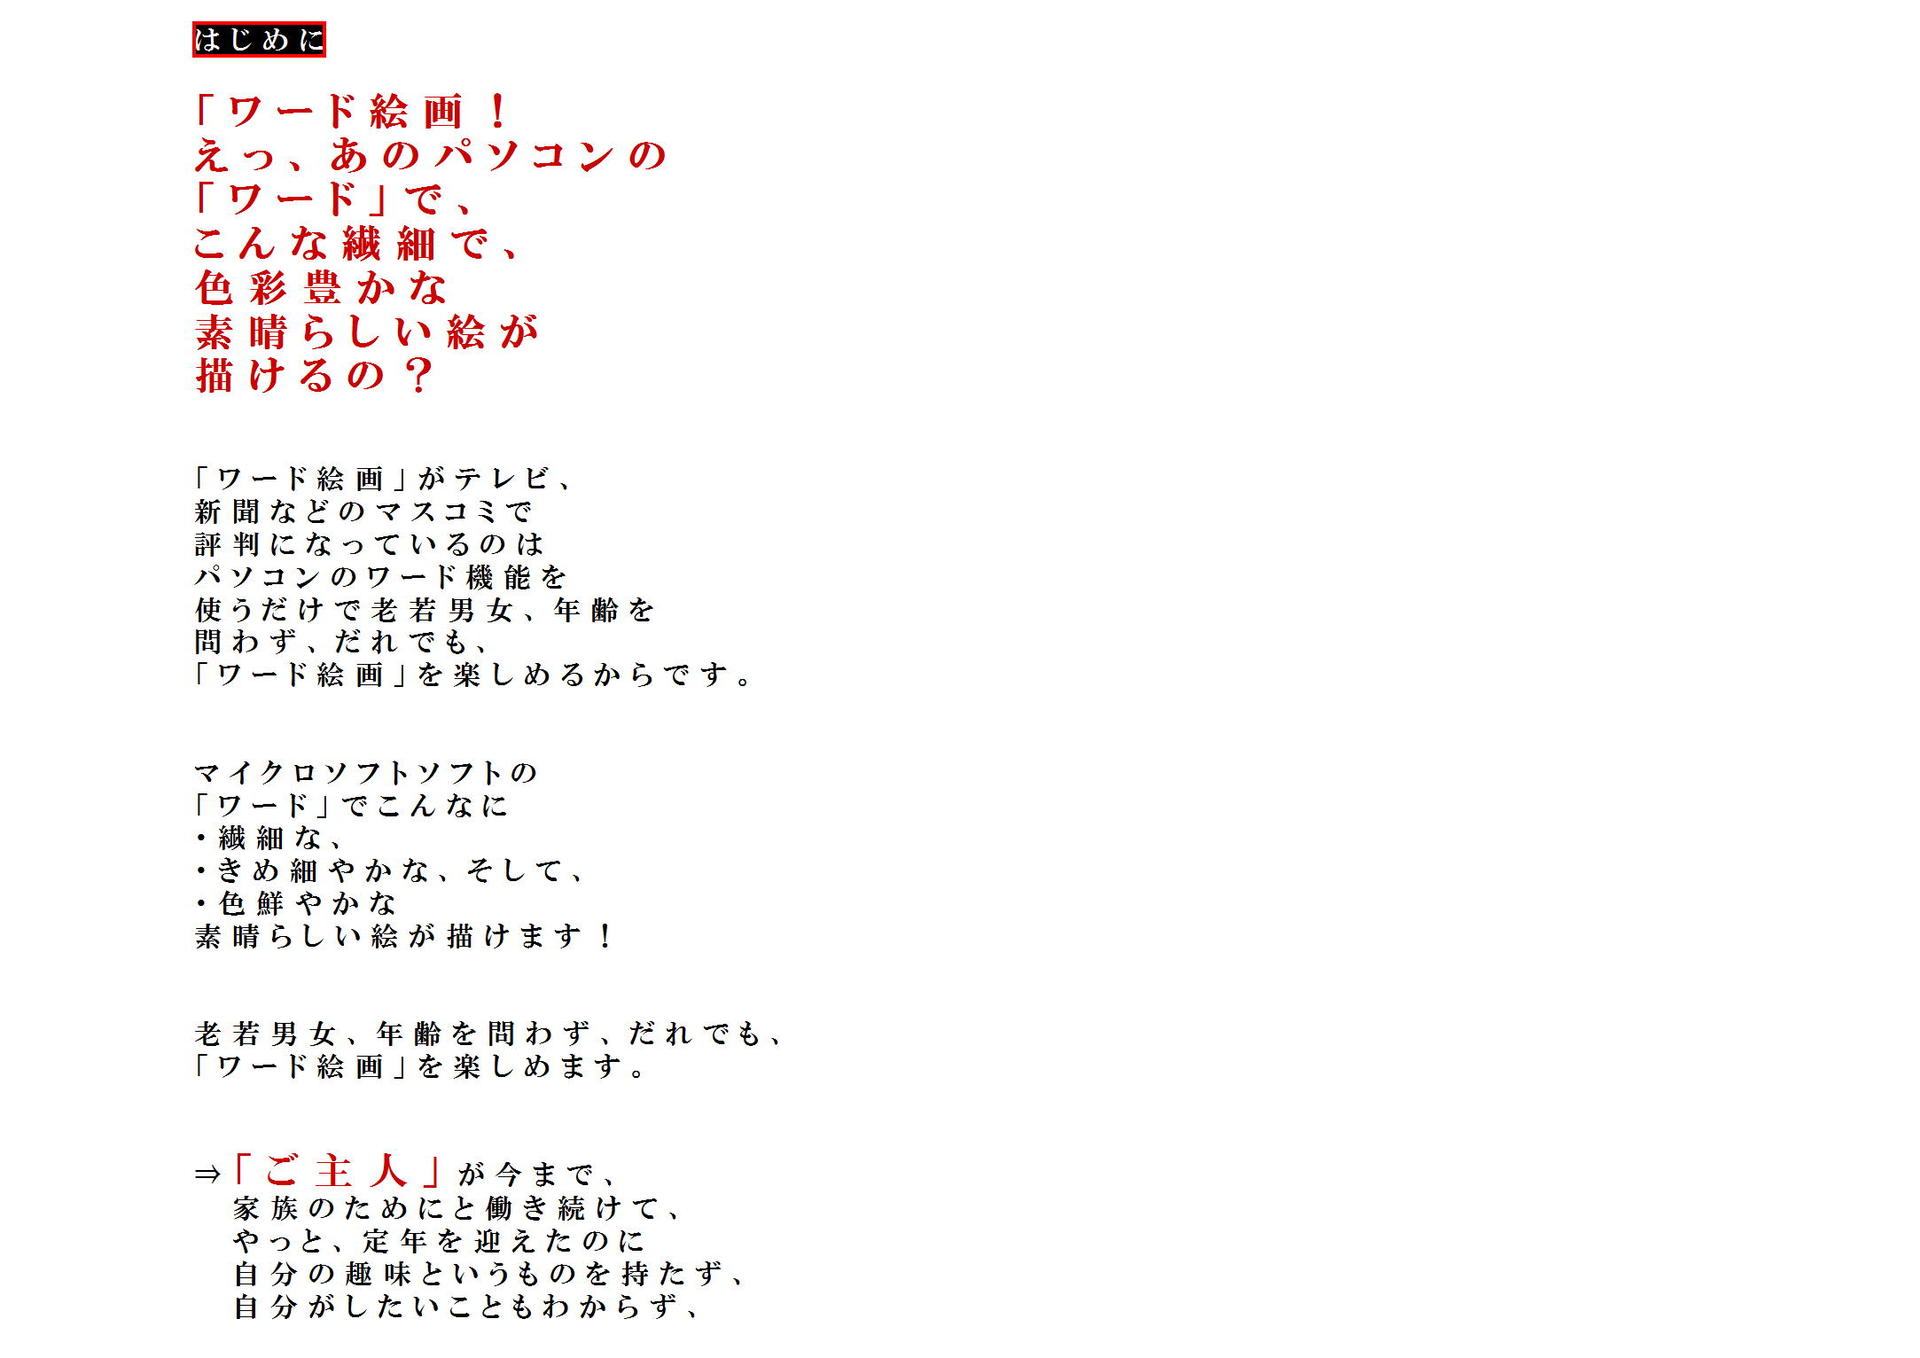 はじめに
「ワード絵画！
えっ、あのパソコンの
「ワード」で、
こんな繊細で、
色彩豊かな
素晴らしい絵が
描けるの？
「ワード絵画」がテレビ、
新聞などのマスコミで
評判になっているのは
パソコンのワード機能を
使うだけで老若男女、年齢を
問わず、だれでも、
「ワード絵画」を楽しめるからです。
マイクロソフトソフトの
「ワード」でこんなに
・繊細な、
・きめ細やかな、そして、
・色鮮やかな
素晴らしい絵が描けます！
老若男女、年齢を問わず、だれでも、
「ワード絵画」を楽しめます。
⇒「ご主人」が今まで、
家族のためにと働き続けて、
やっと、定年を迎えたのに
自分の趣味というものを持たず、
自分がしたいこともわからず、